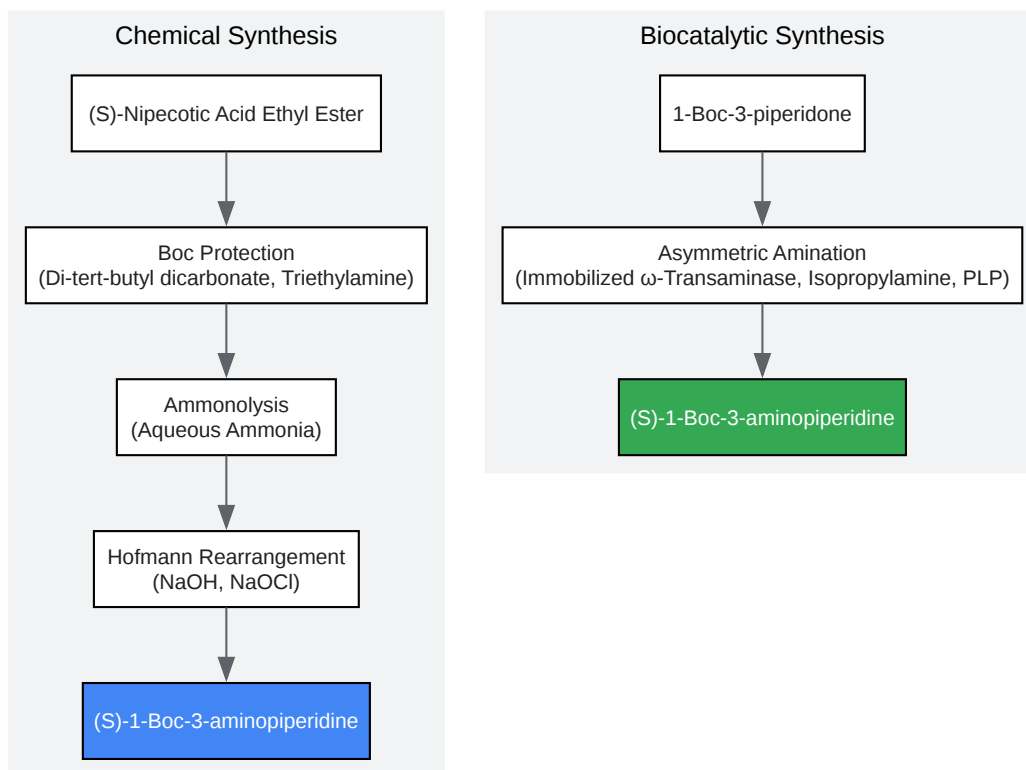 Chemical Synthesis
(S)-Nipecotic Acid Ethyl Ester
Boc Protection
(Di-tert-butyl dicarbonate, Triethylamine)
Ammonolysis
(Aqueous Ammonia)
Hofmann Rearrangement
(NaOH, NaOCl)
(S)-1-Boc-3-aminopiperidine
Biocatalytic Synthesis
1-Boc-3-piperidone
Asymmetric Amination
(Immobilized ω-Transaminase, Isopropylamine, PLP)
(S)-1-Boc-3-aminopiperidine